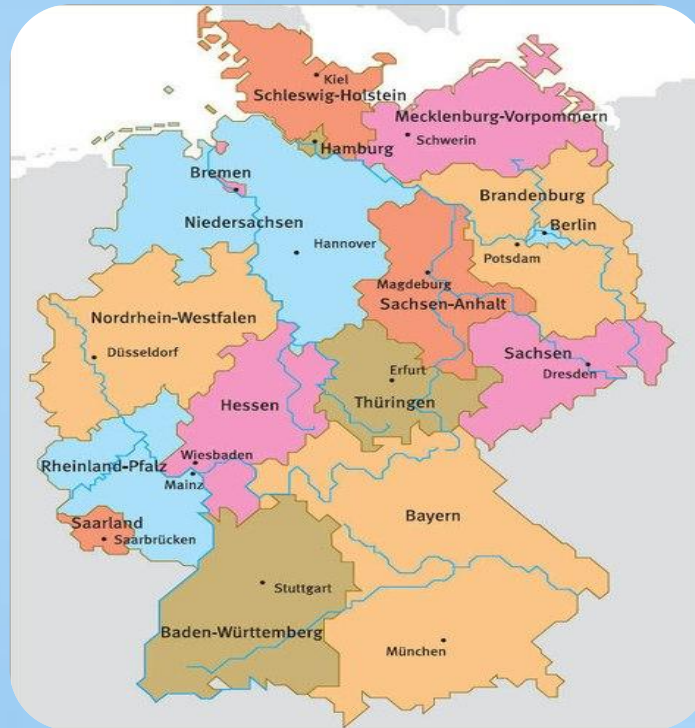 Kiel
Schleswig-Holstein
Mecklenburg-Vorpommern
Schwerin
Hamburg
Bremen
Brandenburg
Niedersachsen
Berlin
Hannover
Potsdam
Magdeburg
Sachsen-Anhalt
Nordrhein-Westfalen
Düsseldorf
Sachsen
Erfurt
Dresden
Thüringen
Hessen
Wiesbaden
Rheinland-Pfalz
Mainz
Bayern
Saarland
Saarbrücken
Stuttgart
Baden-Württemberg
München